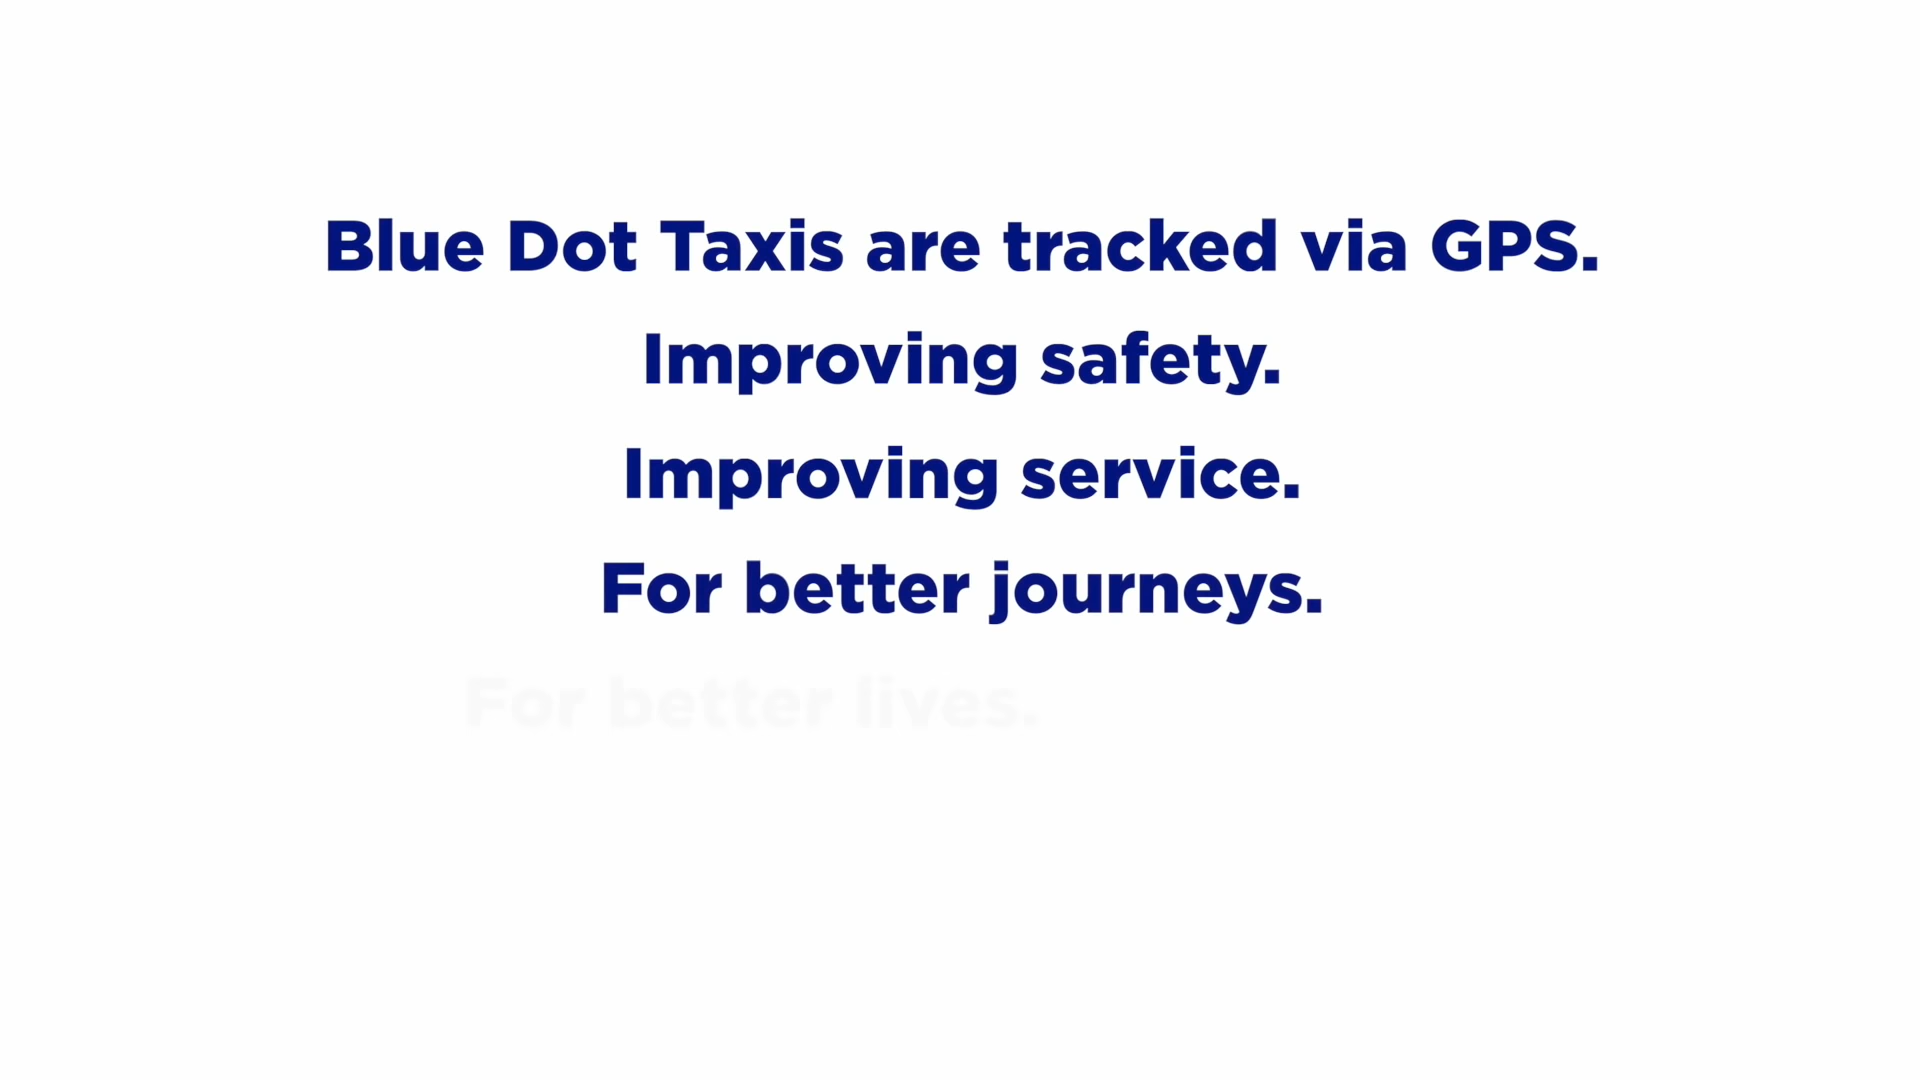 Blue Dot Taxis are tracked via GPS.
Improving safety.
Improving service.
For better journeys.
For better lives.